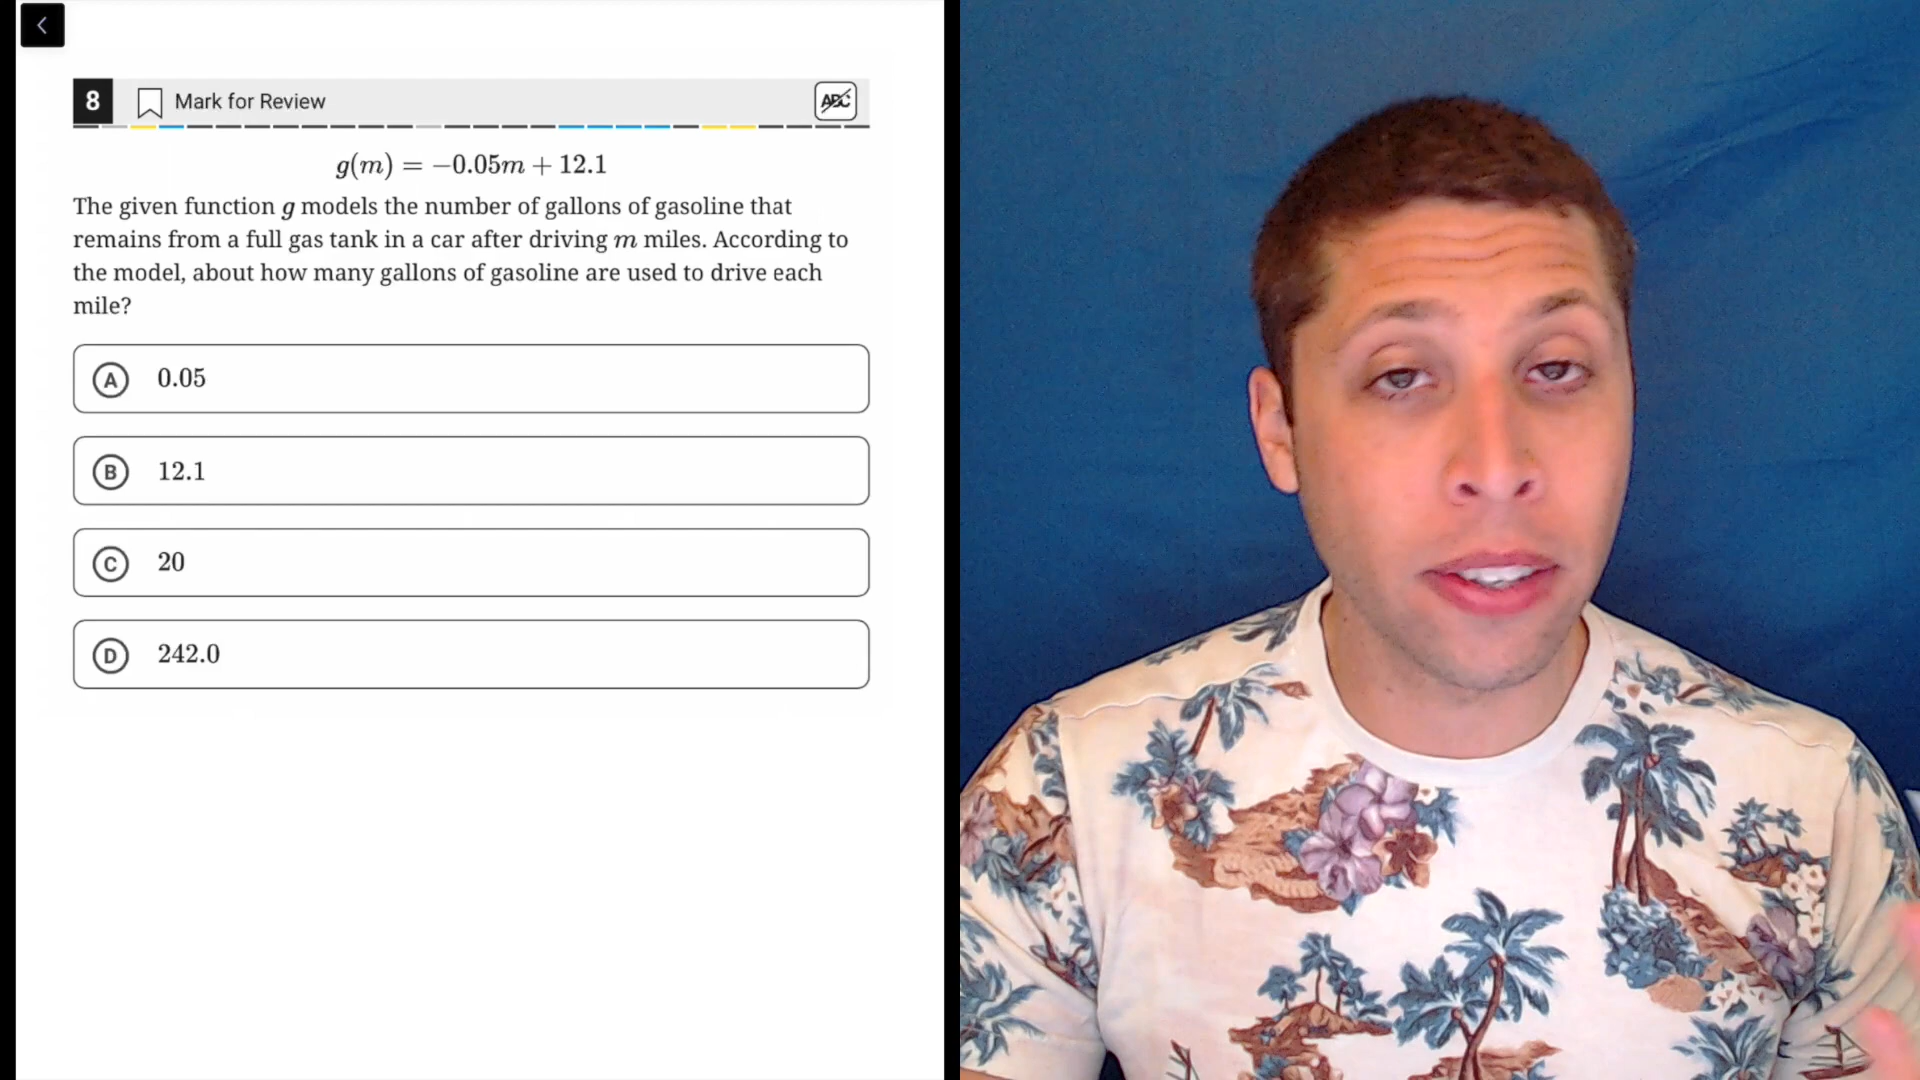 8 Mark for Review ABC
g(m) = −0.05m + 12.1
The given function g models the number of gallons of gasoline that
remains from a full gas tank in a car after driving m miles. According to
the model, about how many gallons of gasoline are used to drive each
mile?
A 0.05
B 12.1
C 20
D 242.0